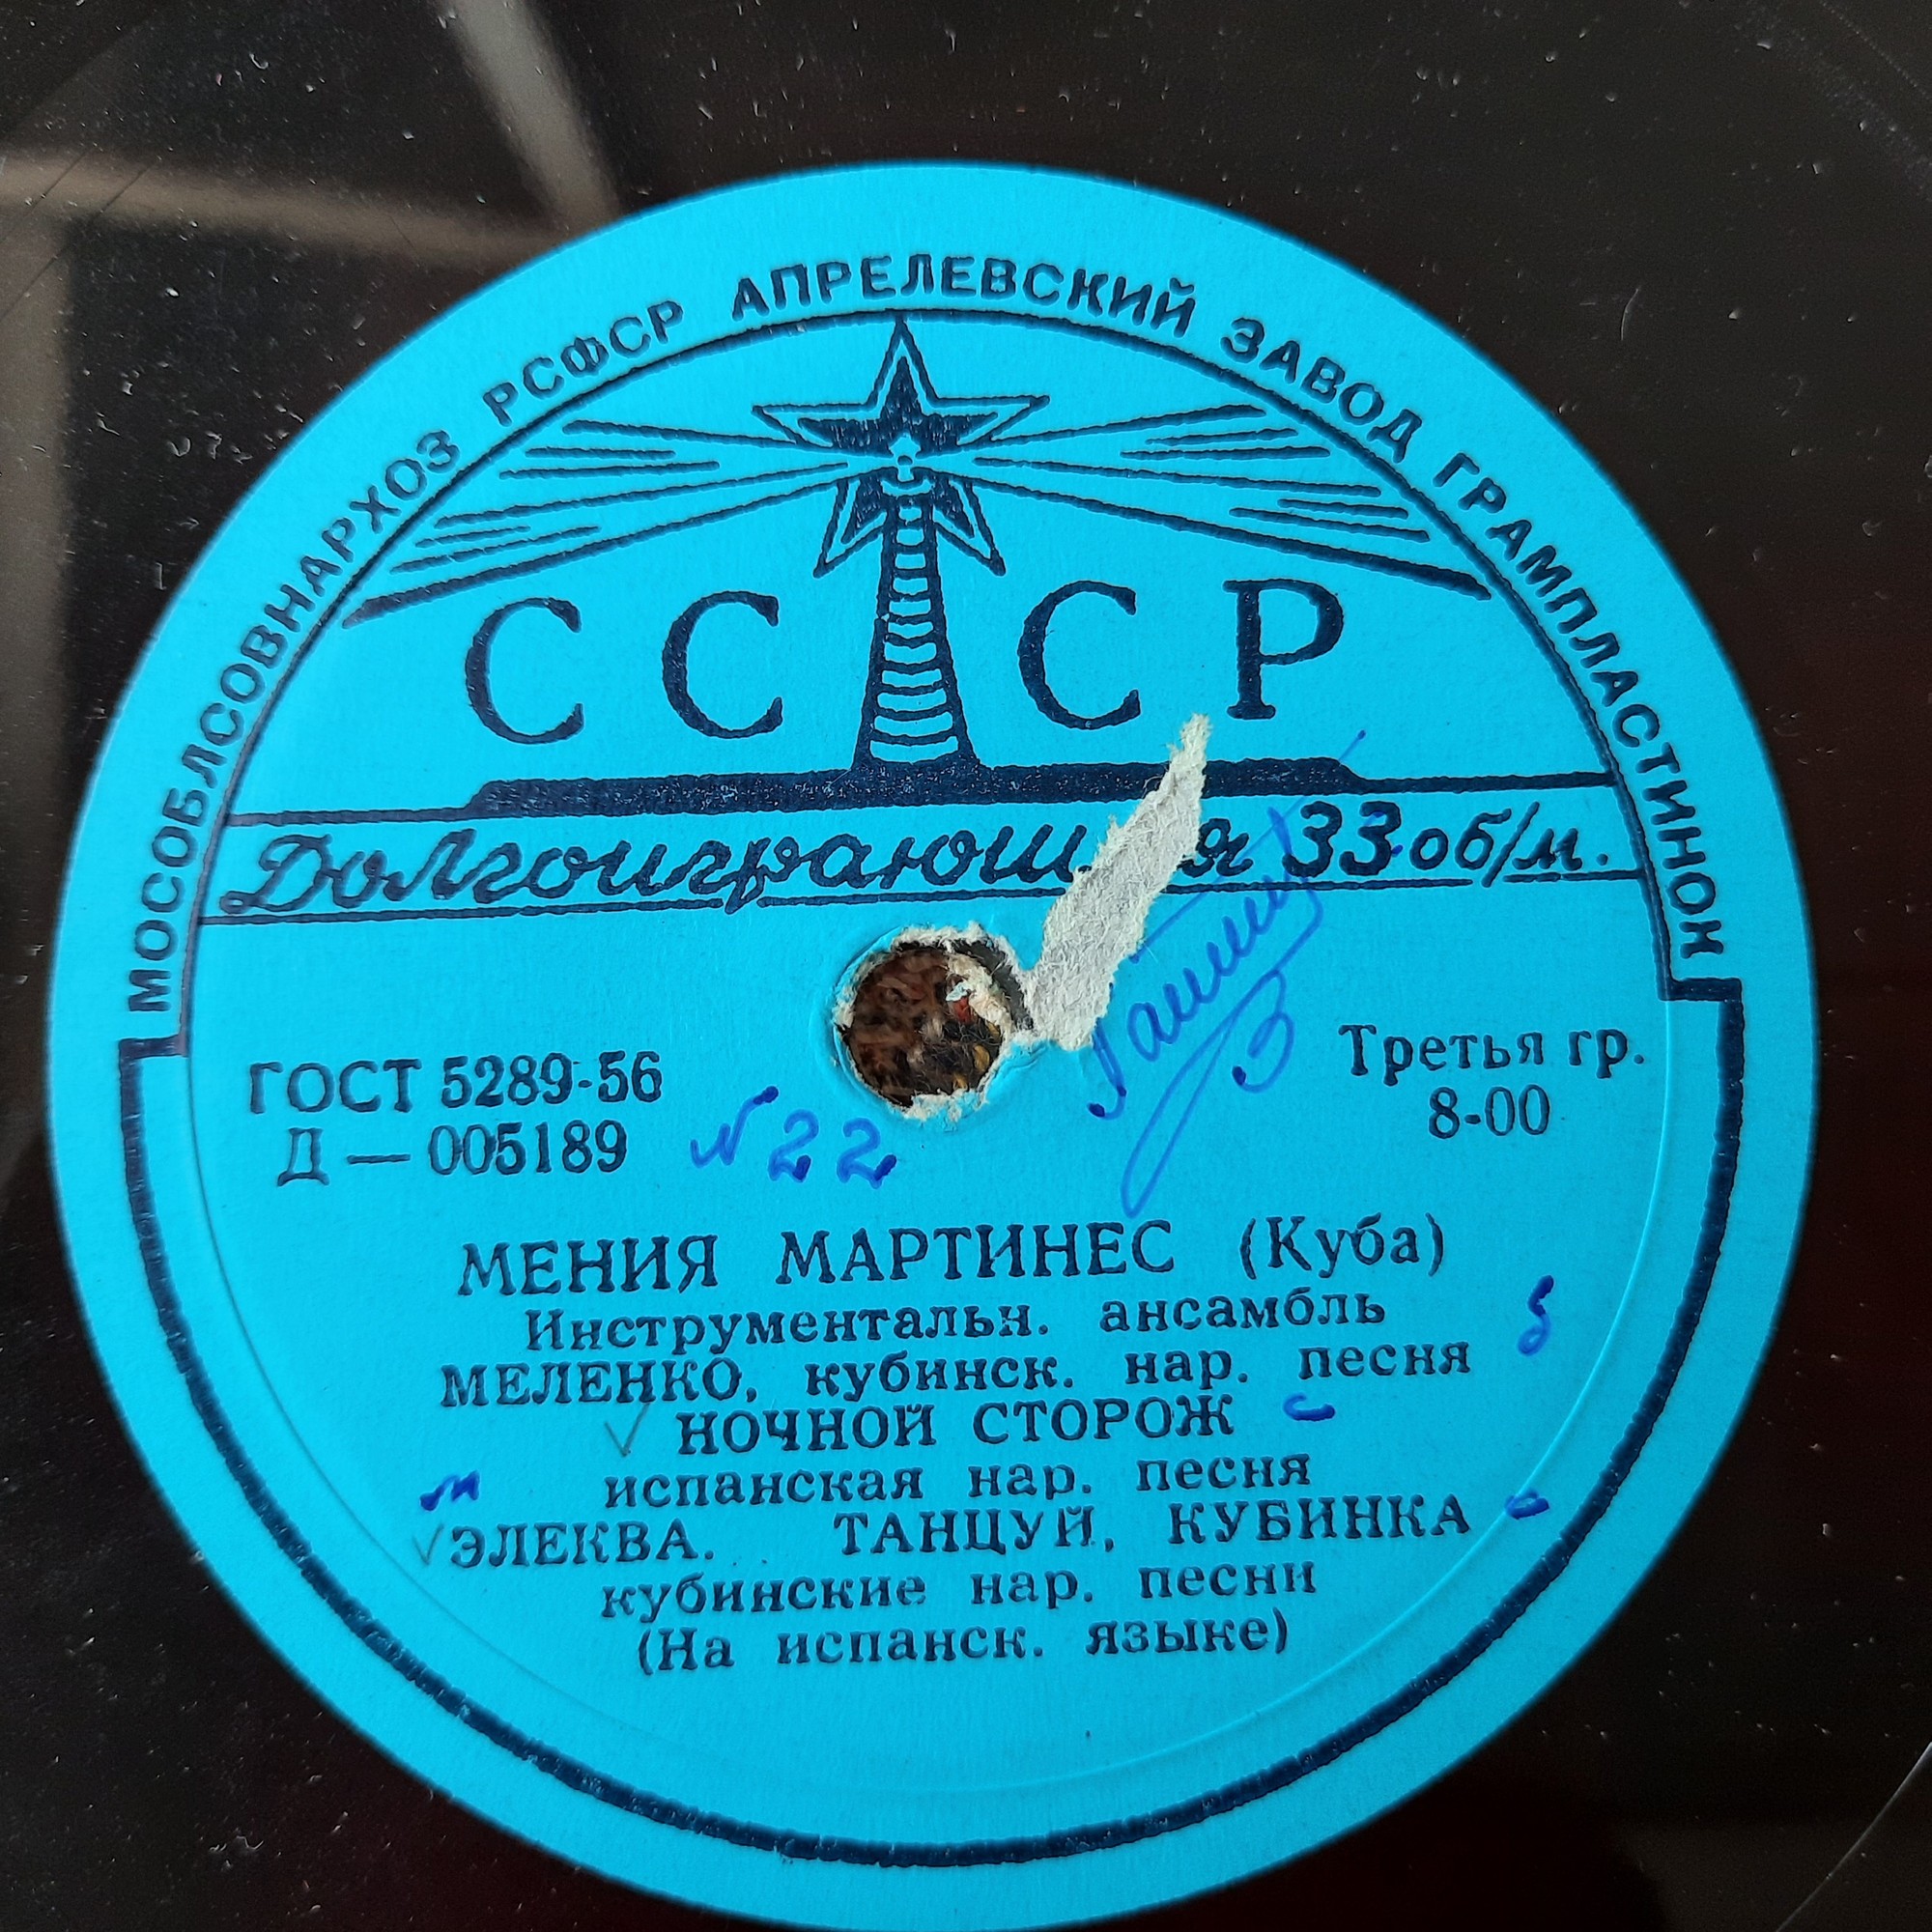 МОСОБЛСОВНАРХОЗ РСФСР АПРЕЛЕВСКИЙ ЗАВОД ГРАМПЛАСТИНОК
СССР
33 об/м.
ГОСТ 5289-56
Д — 005189
N 22
Третья гр.
8-00
МЕНИЯ МАРТИНЕС (Куба)
Инструментальн. ансамбль
МЕЛЕНКО, кубинск. нар. песня
НОЧНОЙ СТОРОЖ
испанская нар. песня
ЭЛЕКВА. ТАНЦУЙ, КУБИНКА
кубинские нар. песни
(На испанск. языке)